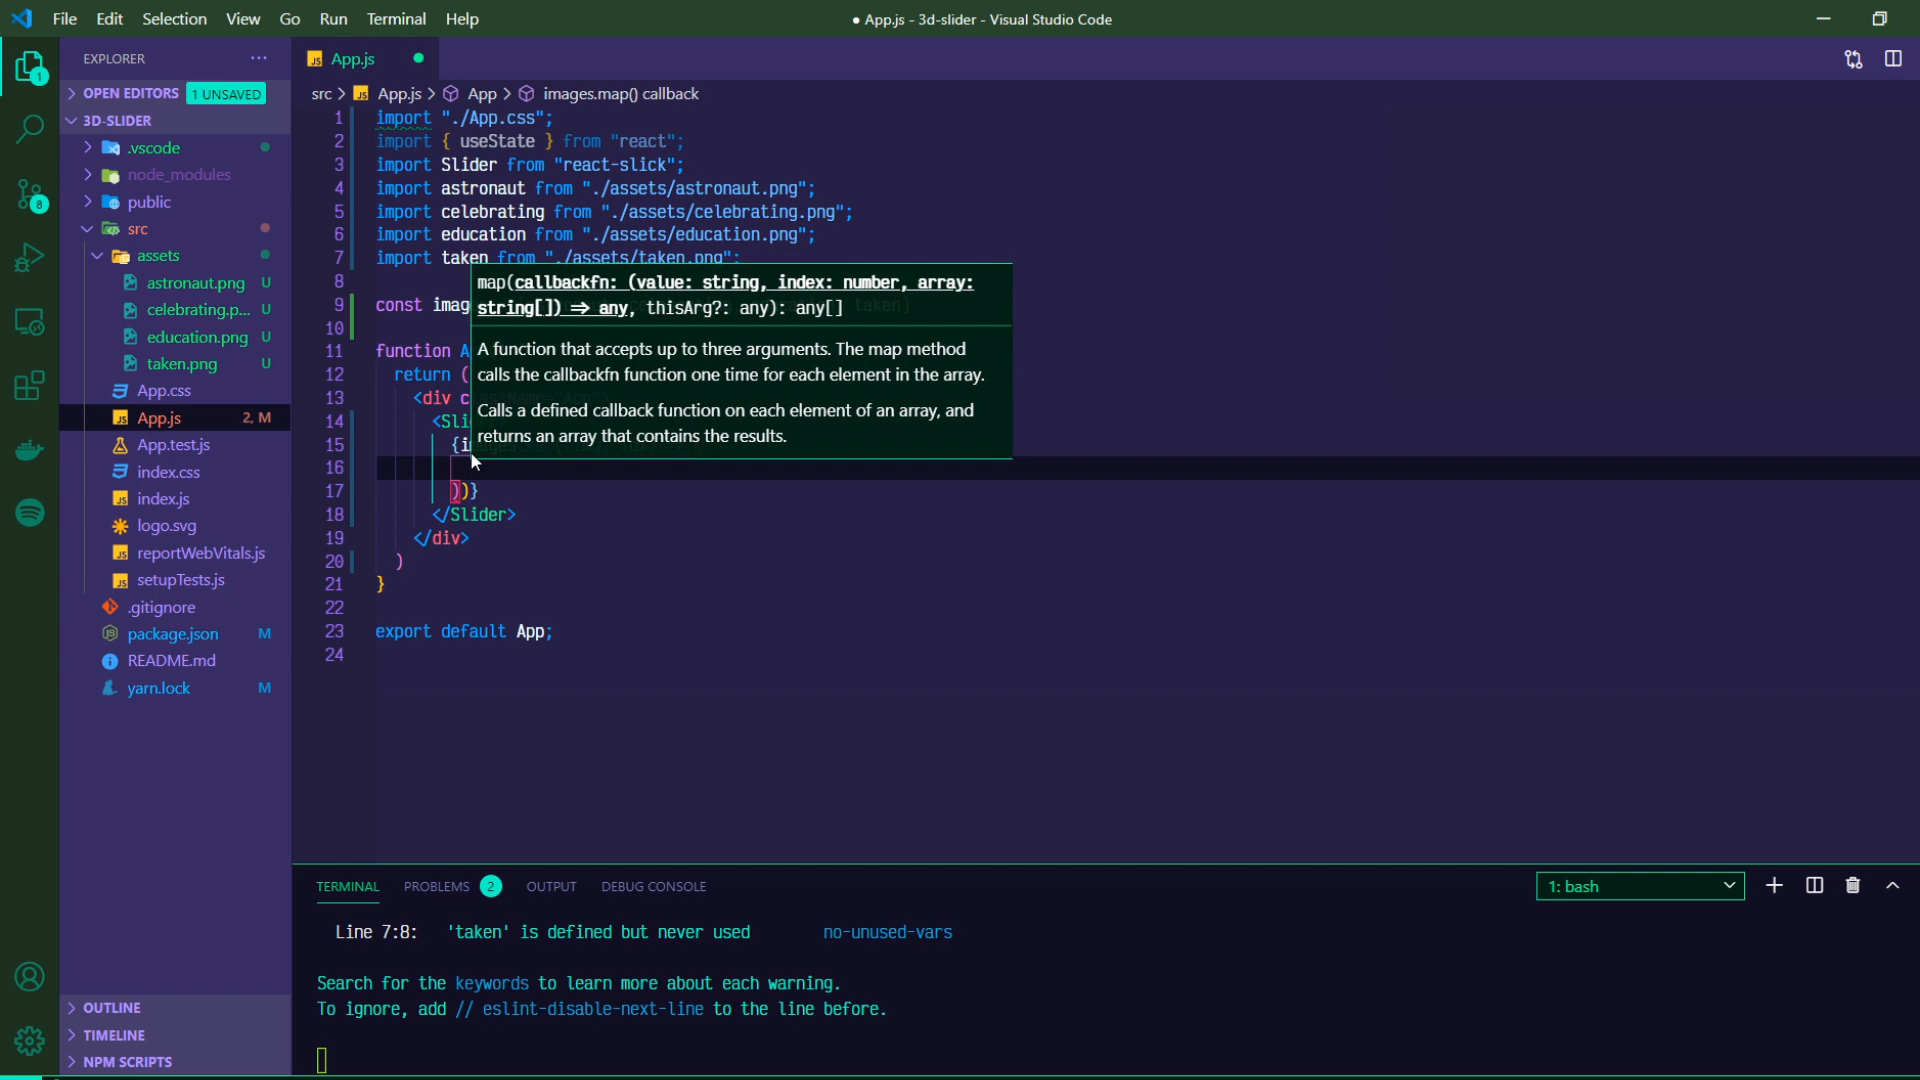 File Edit Selection View Go Run Terminal Help
● App.js - 3d-slider - Visual Studio Code
EXPLORER ···
App.js
OPEN EDITORS 1 UNSAVED
src > App.js > App > images.map() callback
3D-SLIDER
.vscode
node_modules
public
src
assets
astronaut.png U
celebrating.p... U
education.png U
taken.png U
App.css
App.js 2, M
App.test.js
index.css
index.js
logo.svg
reportWebVitals.js
setupTests.js
.gitignore
package.json M
README.md
yarn.lock M
OUTLINE
TIMELINE
NPM SCRIPTS
1
8
1 import "./App.css";
2 import { useState } from "react";
3 import Slider from "react-slick";
4 import astronaut from "./assets/astronaut.png";
5 import celebrating from "./assets/celebrating.png";
6 import education from "./assets/education.png";
7 import taken from "./assets/taken.png";
8
9 const imag taken]
10
11 function A
12 return (
13 <div c
14 <Sli
15 {i
16
17 ))}
18 </Slider>
19 </div>
20 )
21 }
22
23 export default App;
24
map(callbackfn: (value: string, index: number, array:
string[]) => any, thisArg?: any): any[]
A function that accepts up to three arguments. The map method
calls the callbackfn function one time for each element in the array.
Calls a defined callback function on each element of an array, and
returns an array that contains the results.
TERMINAL PROBLEMS 2 OUTPUT DEBUG CONSOLE
1: bash
Line 7:8: 'taken' is defined but never used no-unused-vars
Search for the keywords to learn more about each warning.
To ignore, add // eslint-disable-next-line to the line before.